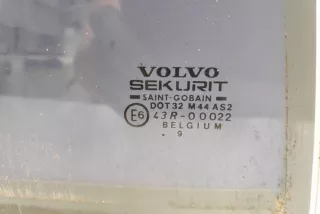 VOLVO
SEKURIT
SAINT-GOBAIN
DOT32 M44 AS2
E6 43R-00022
BELGIUM
. 9